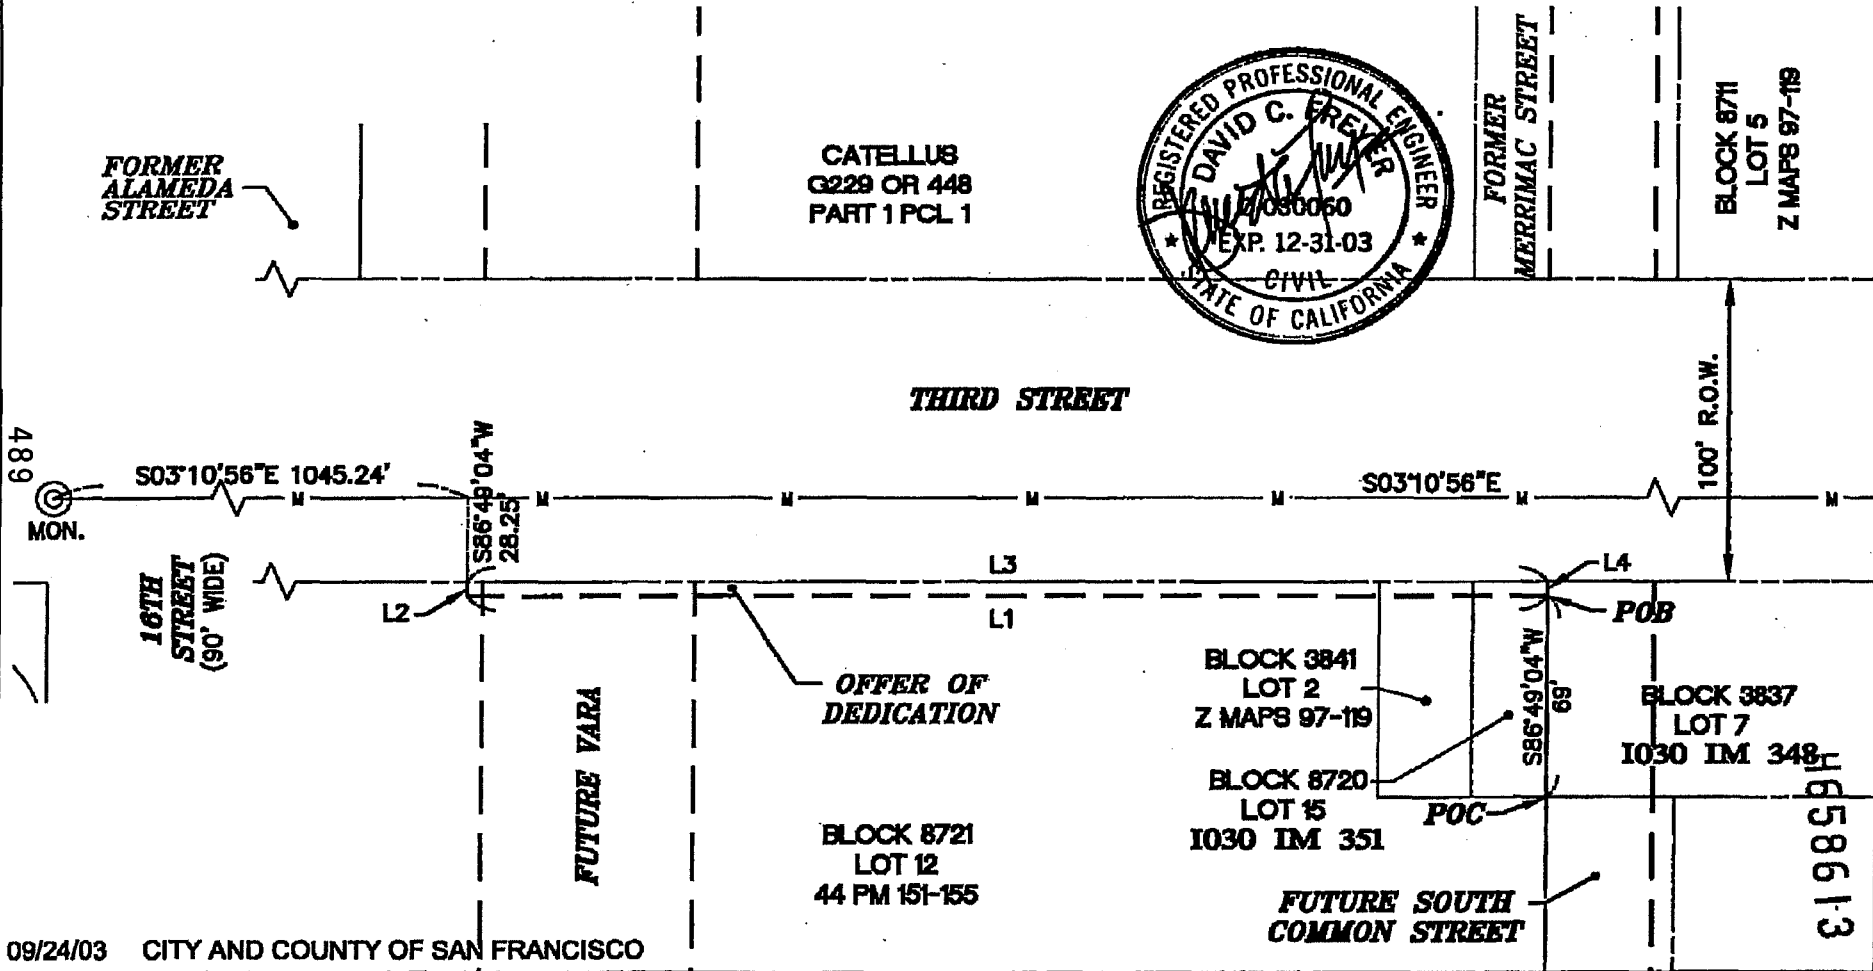 FORMER
ALAMEDA
STREET
CATELLUS
G229 OR 448
PART 1 PCL 1
REGISTERED PROFESSIONAL ENGINEER
DAVID C.
EXP. 12-31-03
CIVIL
STATE OF CALIFORNIA
FORMER
MERRIMAC STREET
BLOCK 8711
LOT 5
Z MAPS 97-119
THIRD STREET
100' R.O.W.
489
MON.
S03°10'56"E 1045.24'
M
S86°49'04"W
28.25'
M
M
M
M
S03°10'56"E
M
M
16TH
STREET
(90' WIDE)
L2
L3
L1
L4
POB
OFFER OF
DEDICATION
FUTURE VARA
BLOCK 3841
LOT 2
Z MAPS 97-119
S86°49'04"W
69'
BLOCK 3837
LOT 7
I030 IM 348
BLOCK 8720
LOT 15
I030 IM 351
POC
BLOCK 8721
LOT 12
44 PM 151-155
FUTURE SOUTH
COMMON STREET
H658613
09/24/03 CITY AND COUNTY OF SAN FRANCISCO